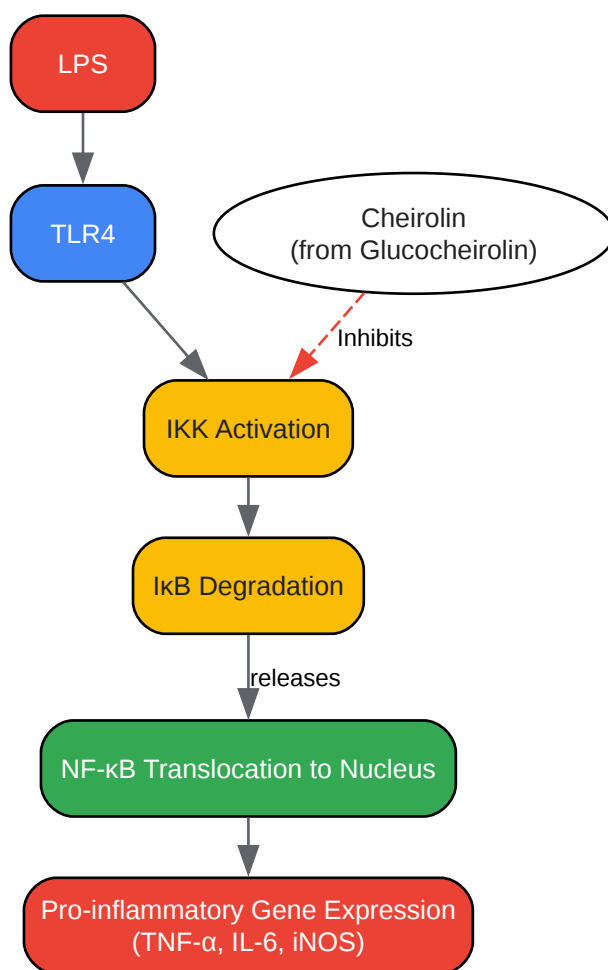 LPS
TLR4
Cheirolin
(from Glucocheirolin)
Inhibits
IKK Activation
IκB Degradation
releases
NF-κB Translocation to Nucleus
Pro-inflammatory Gene Expression
(TNF-α, IL-6, iNOS)